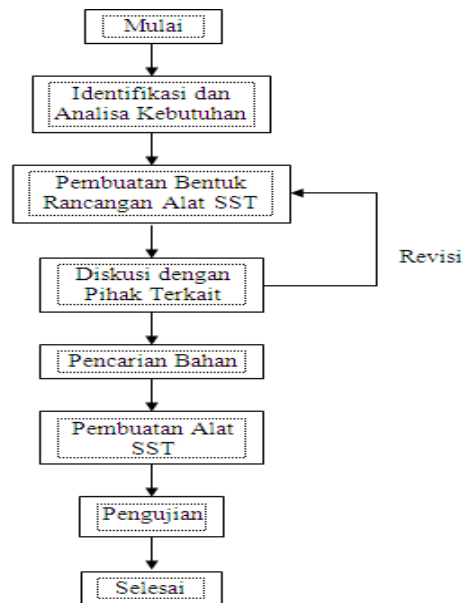 Mulai
Identifikasi dan
Analisa Kebutuhan
Pembuatan Bentuk
Rancangan Alat SST
Revisi
Diskusi dengan
Pihak Terkait
Pencarian Bahan
Pembuatan Alat
SST
Pengujian
Selesai